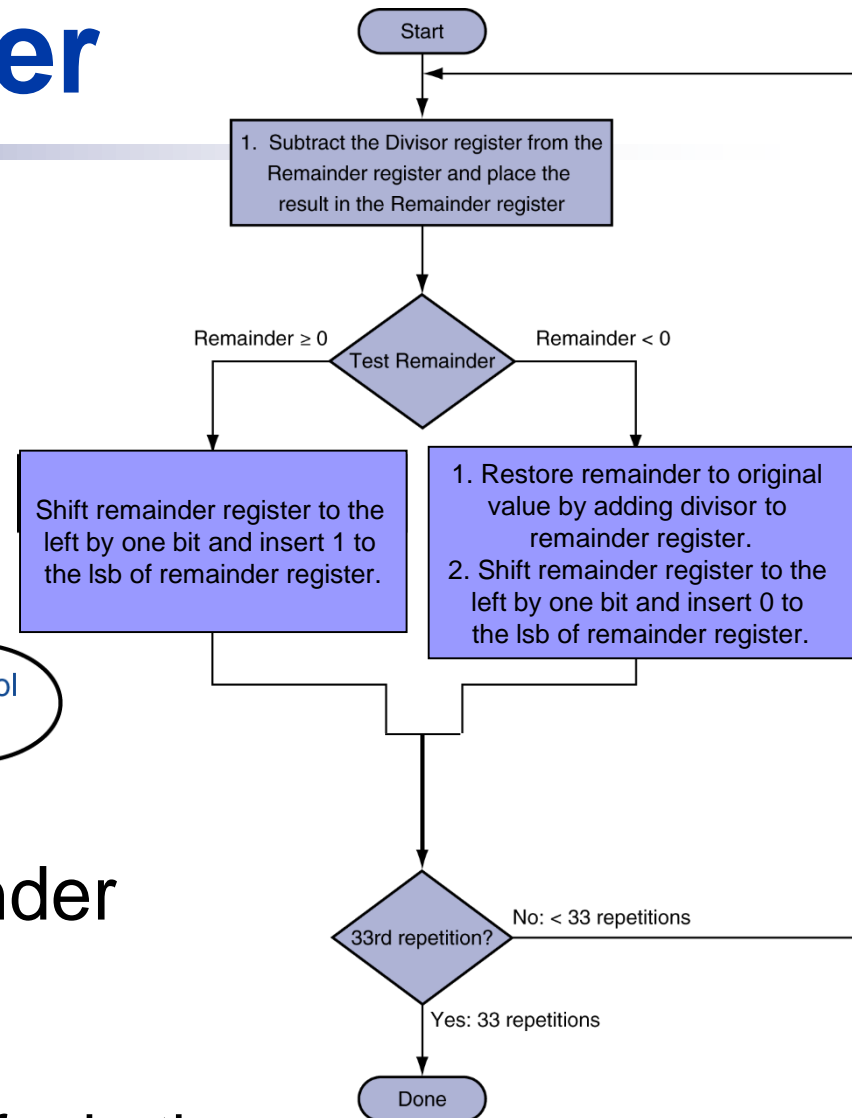 er
Start
1. Subtract the Divisor register from the
Remainder register and place the
result in the Remainder register
Remainder ≥ 0
Remainder < 0
Test Remainder
Shift remainder register to the
left by one bit and insert 1 to
the lsb of remainder register.
1. Restore remainder to original
value by adding divisor to
remainder register.
2. Shift remainder register to the
left by one bit and insert 0 to
the lsb of remainder register.
ol
nder
33rd repetition?
No: < 33 repetitions
Yes: 33 repetitions
Done